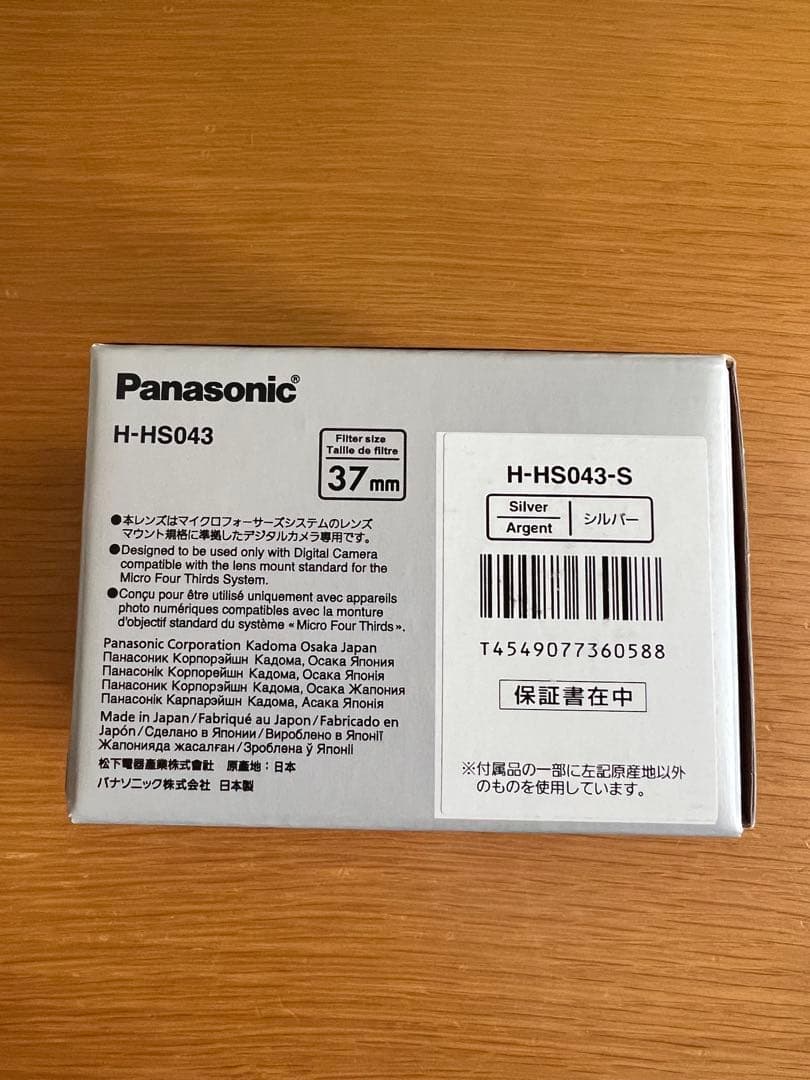 Panasonic®
H-HS043
Filter size
Taille de filtre
37mm
●本レンズはマイクロフォーサーズシステムのレンズ
マウント規格に準拠したデジタルカメラ専用です。
●Designed to be used only with Digital Camera
compatible with the lens mount standard for the
Micro Four Thirds System.
●Conçu pour être utilisé uniquement avec appareils
photo numériques compatibles avec la monture
d'objectif standard du système « Micro Four Thirds ».
Panasonic Corporation Kadoma Osaka Japan
Панасоник Корпорэйшн Кадома, Осака Япония
Панасонік Корпорейшн Кадома, Осака Японія
Панасоник Корпорэйшн Кадома, Осака Жапония
Панасонік Карпарэйшн Кадома, Асака Японія
Made in Japan/Fabriqué au Japon/Fabricado en
Japón/Сделано в Японии/Вироблено в Японії/
Жапонияда жасалған/Зроблена ў Японіі
松下電器產業株式會社 原產地：日本
パナソニック株式会社 日本製
H-HS043-S
Silver
Argent
シルバー
T4549077360588
保証書在中
※付属品の一部に左記原産地以外
のものを使用しています。